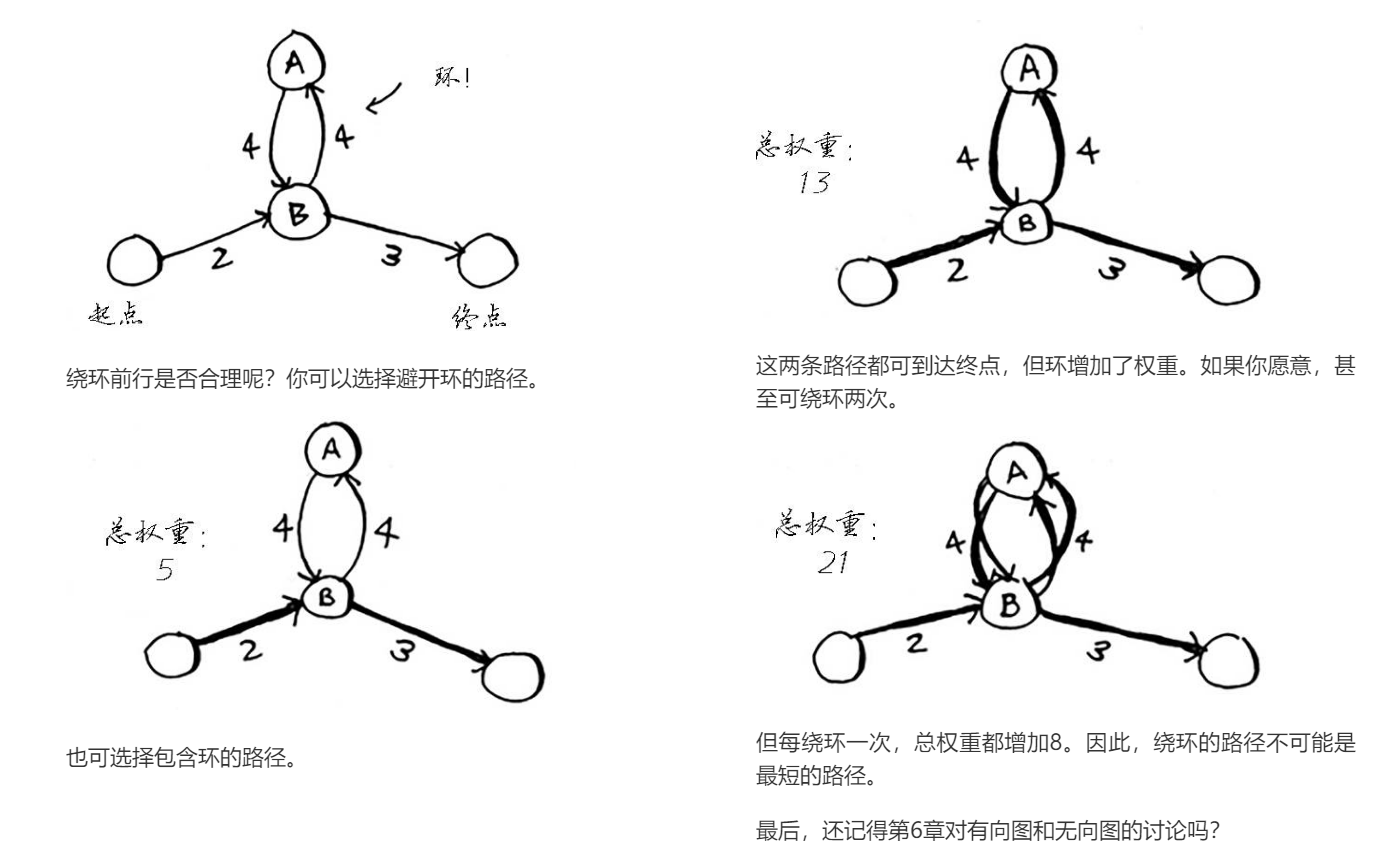 A
环!
4 4
B
2 3
起点 终点
绕环前行是否合理呢？你可以选择避开环的路径。
A
总权重:
5
4 4
B
2 3
也可选择包含环的路径。
A
总权重:
13
4 4
B
2 3
这两条路径都可到达终点，但环增加了权重。如果你愿意，甚
至可绕环两次。
A
总权重:
21
4 4
B
2 3
但每绕环一次，总权重都增加8。因此，绕环的路径不可能是
最短的路径。
最后，还记得第6章对有向图和无向图的讨论吗？